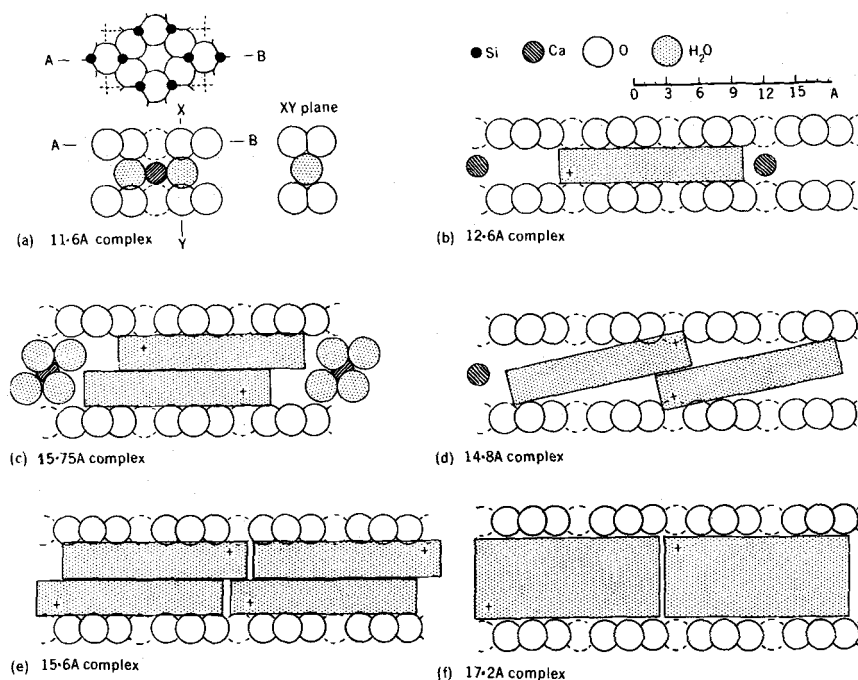 Si Ca O H₂O
0 3 6 9 12 15 A
A B
X XY plane
A B
Y
(a) 11·6A complex
+
(b) 12·6A complex
+
+
(c) 15·75A complex
+
+
(d) 14·8A complex
+ +
+ +
(e) 15·6A complex
+
+
(f) 17·2A complex